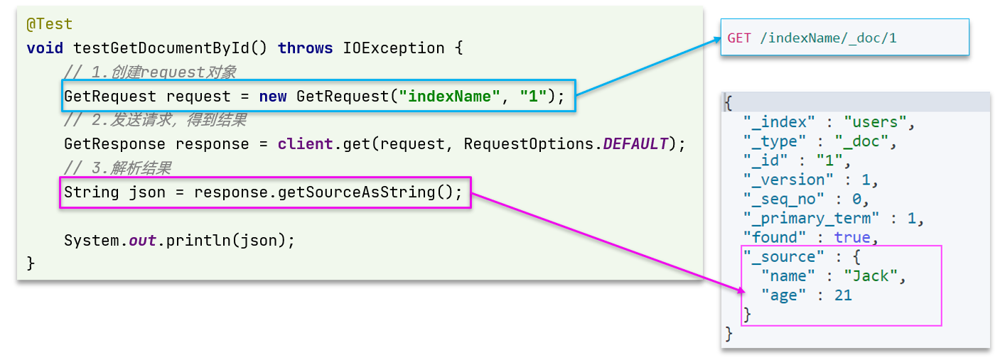 @Test
void testGetDocumentById() throws IOException {
    // 1.创建request对象
    GetRequest request = new GetRequest("indexName", "1");
    // 2.发送请求，得到结果
    GetResponse response = client.get(request, RequestOptions.DEFAULT);
    // 3.解析结果
    String json = response.getSourceAsString();
    System.out.println(json);
}
GET /indexName/_doc/1
{
  "_index" : "users",
  "_type" : "_doc",
  "_id" : "1",
  "_version" : 1,
  "_seq_no" : 0,
  "_primary_term" : 1,
  "found" : true,
  "_source" : {
    "name" : "Jack",
    "age" : 21
  }
}